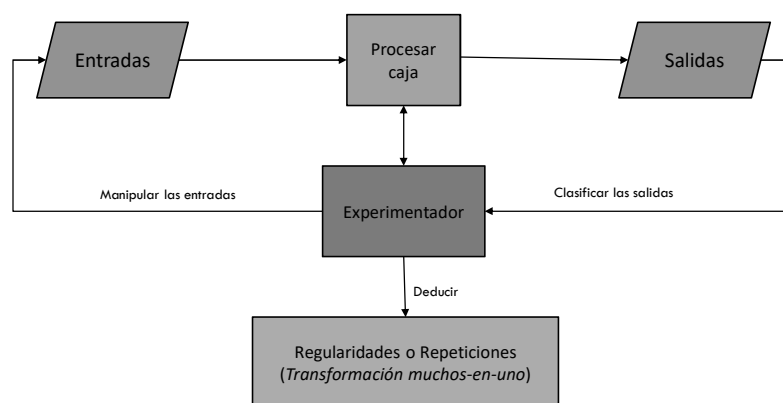 Entradas
Procesar
caja
Salidas
Manipular las entradas
Experimentador
Clasificar las salidas
Deducir
Regularidades o Repeticiones
(Transformación muchos-en-uno)